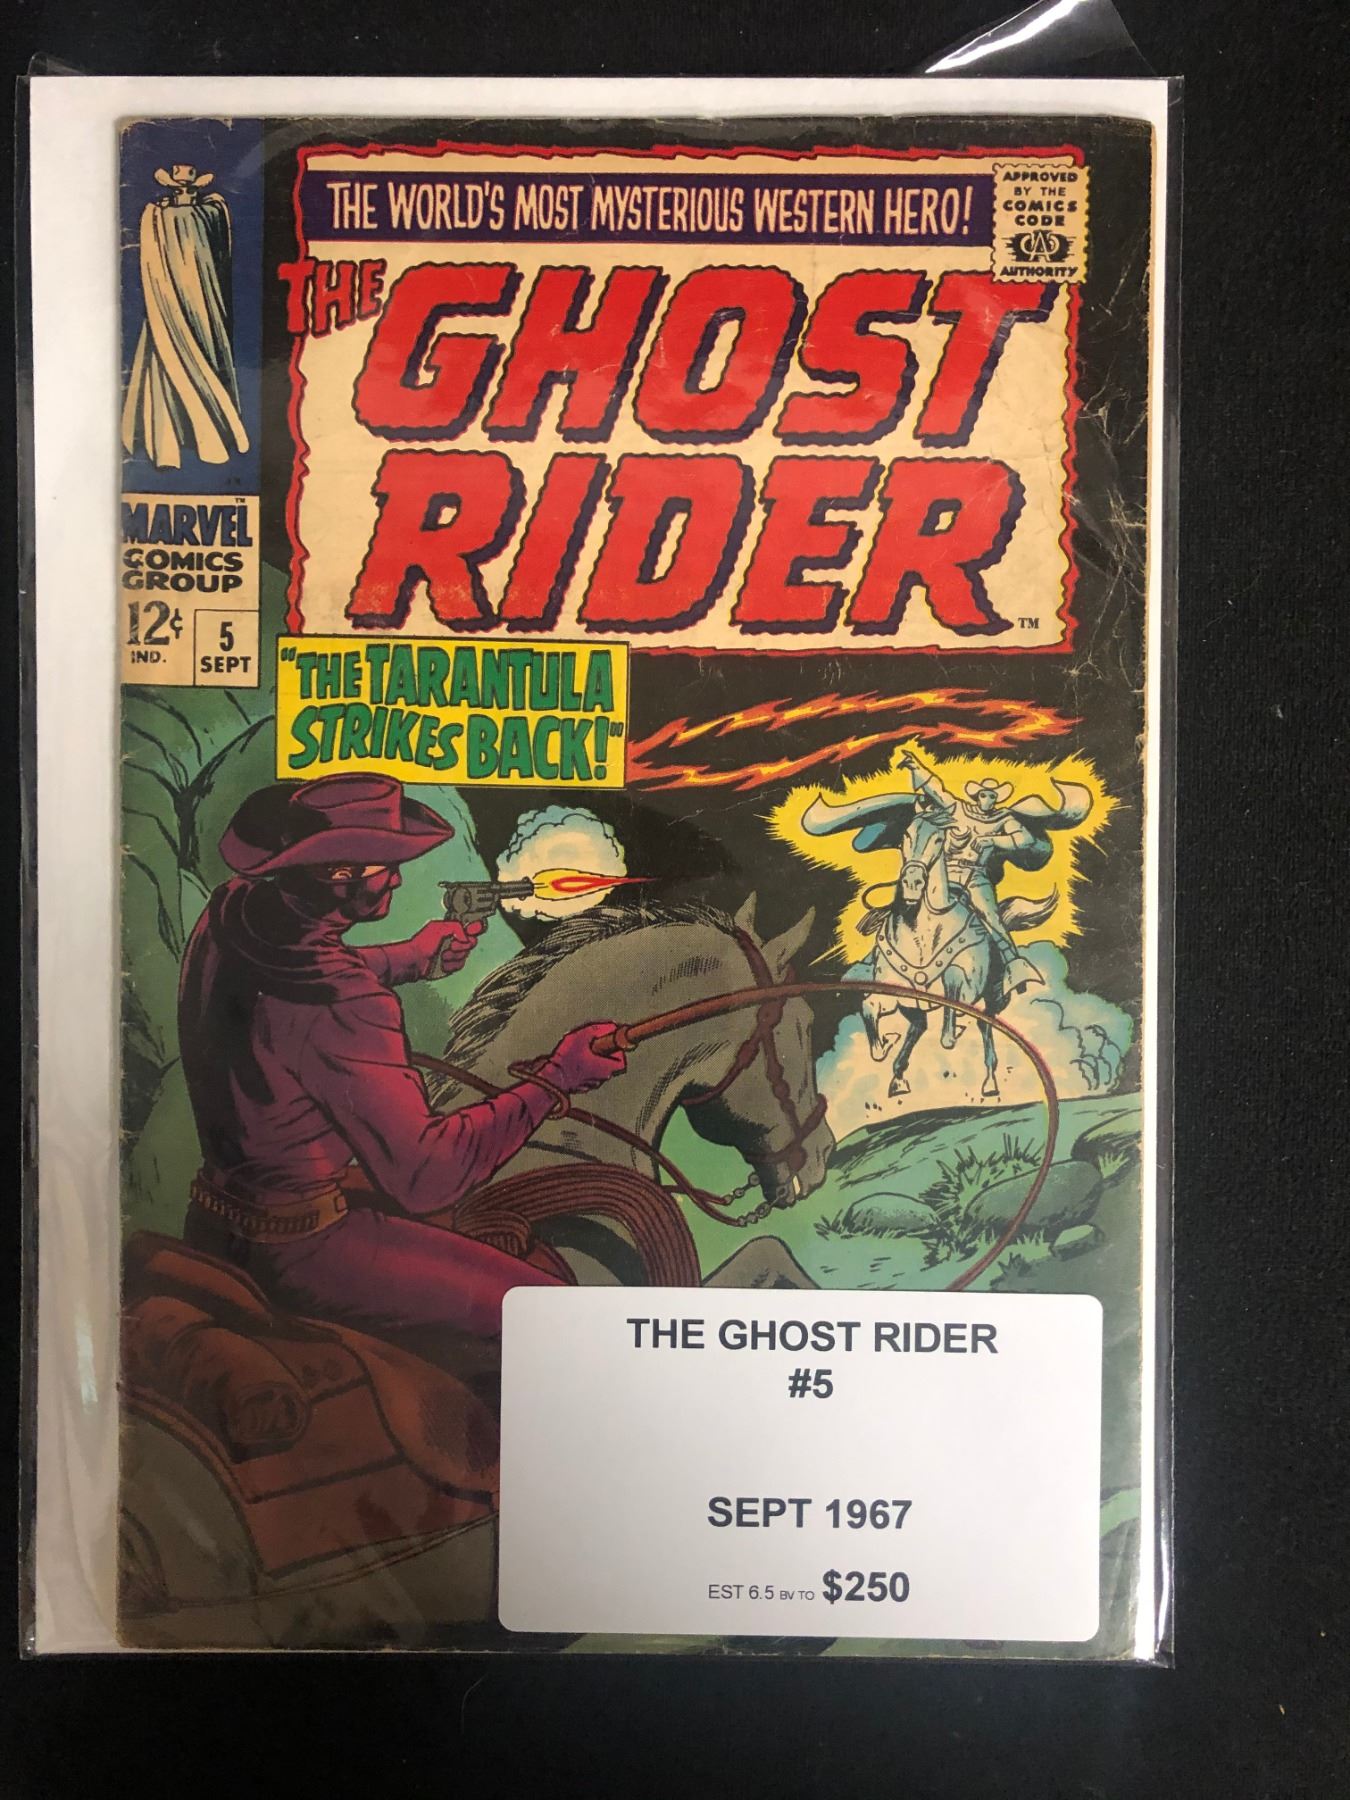 THE WORLD'S MOST MYSTERIOUS WESTERN HERO!
APPROVED
BY THE
COMICS
CODE
CA
AUTHORITY
THE
GHOST
RIDER
TM
MARVEL
TM
COMICS
GROUP
12¢
IND.
5
SEPT
"THE TARANTULA
STRIKES BACK!"
THE GHOST RIDER
#5
SEPT 1967
EST 6.5 BV TO $250